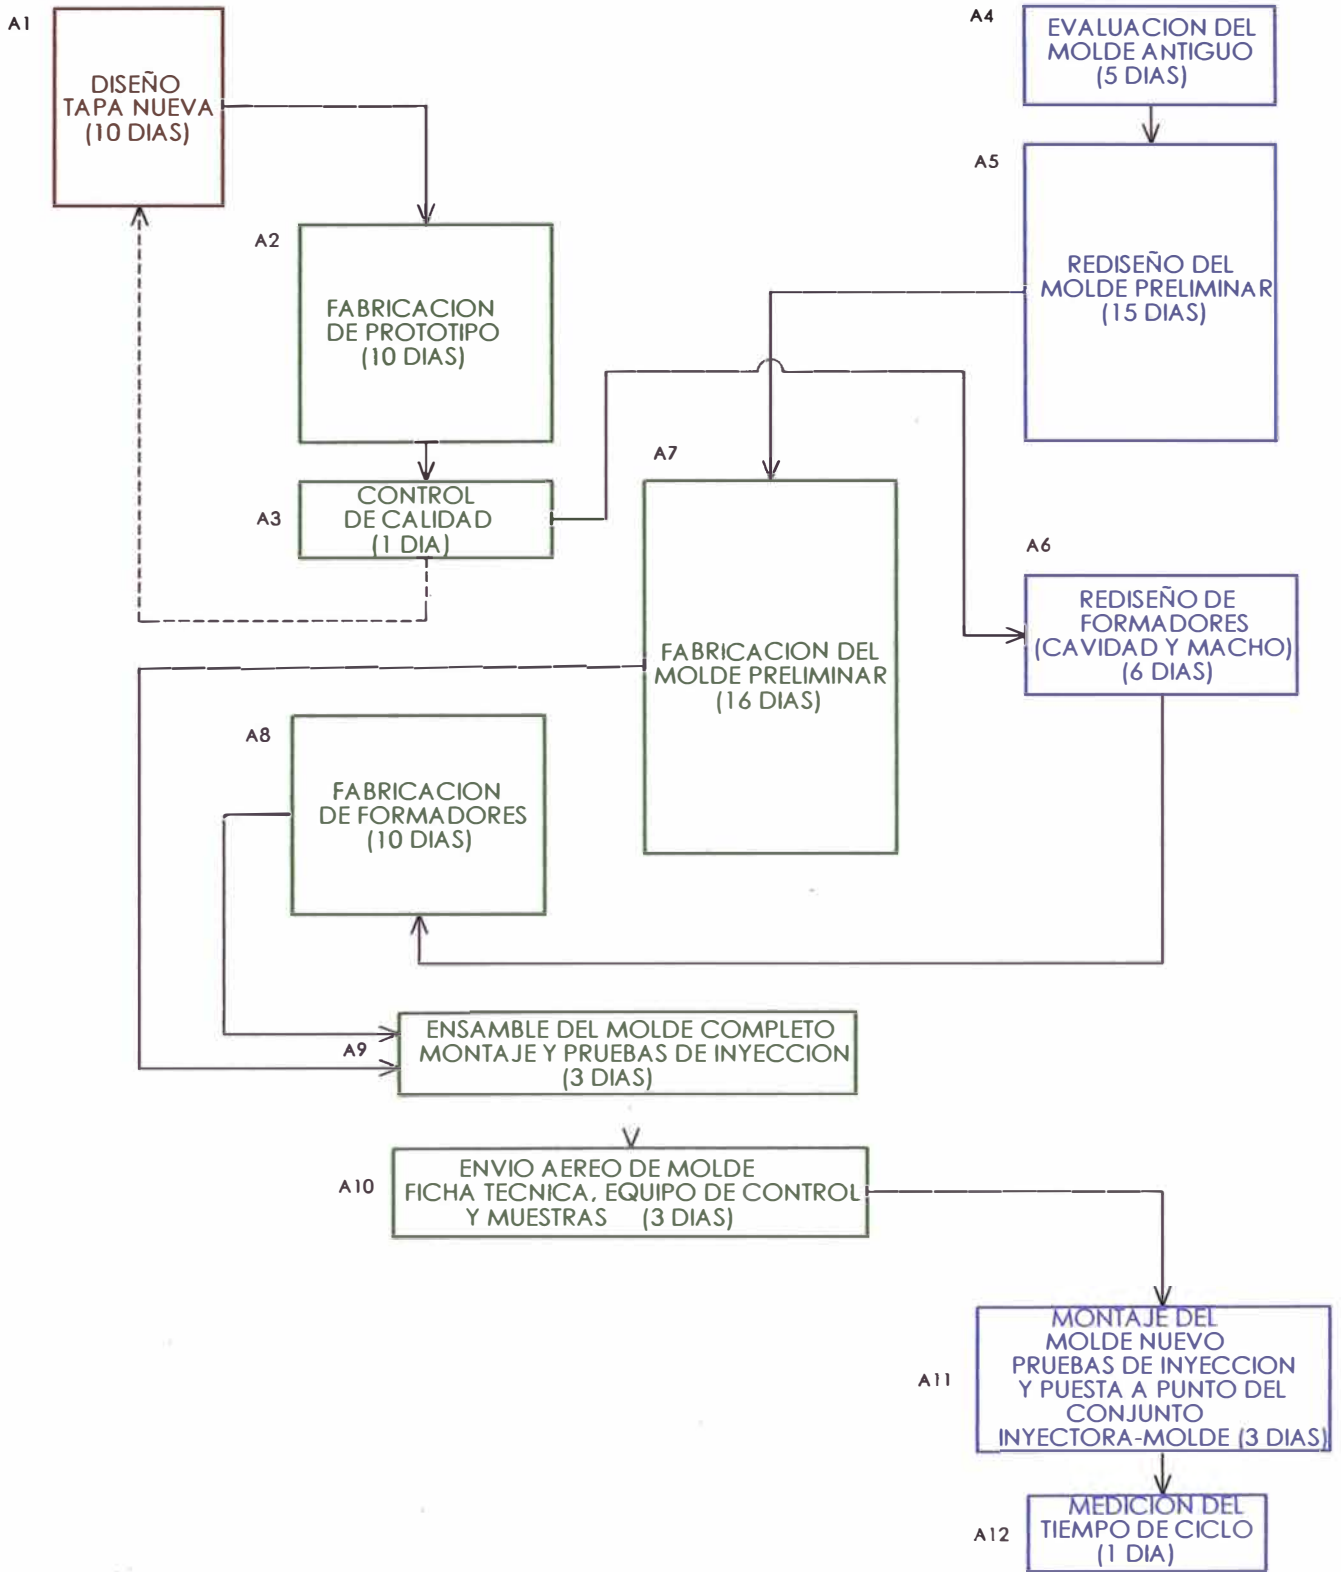 A1
DISEÑO
TAPA NUEVA
(10 DIAS)
A4
EVALUACION DEL
MOLDE ANTIGUO
(5 DIAS)
A5
REDISEÑO DEL
MOLDE PRELIMINAR
(15 DIAS)
A2
FABRICACION
DE PROTOTIPO
(10 DIAS)
A3
CONTROL
DE CALIDAD
(1 DIA)
A7
FABRICACION DEL
MOLDE PRELIMINAR
(16 DIAS)
A6
REDISEÑO DE
FORMADORES
(CAVIDAD Y MACHO)
(6 DIAS)
A8
FABRICACION
DE FORMADORES
(10 DIAS)
A9
ENSAMBLE DEL MOLDE COMPLETO
MONTAJE Y PRUEBAS DE INYECCION
(3 DIAS)
A10
ENVIO AEREO DE MOLDE
FICHA TECNICA, EQUIPO DE CONTROL
Y MUESTRAS (3 DIAS)
A11
MONTAJE DEL
MOLDE NUEVO
PRUEBAS DE INYECCION
Y PUESTA A PUNTO DEL
CONJUNTO
INYECTORA-MOLDE (3 DIAS)
A12
MEDICION DEL
TIEMPO DE CICLO
(1 DIA)